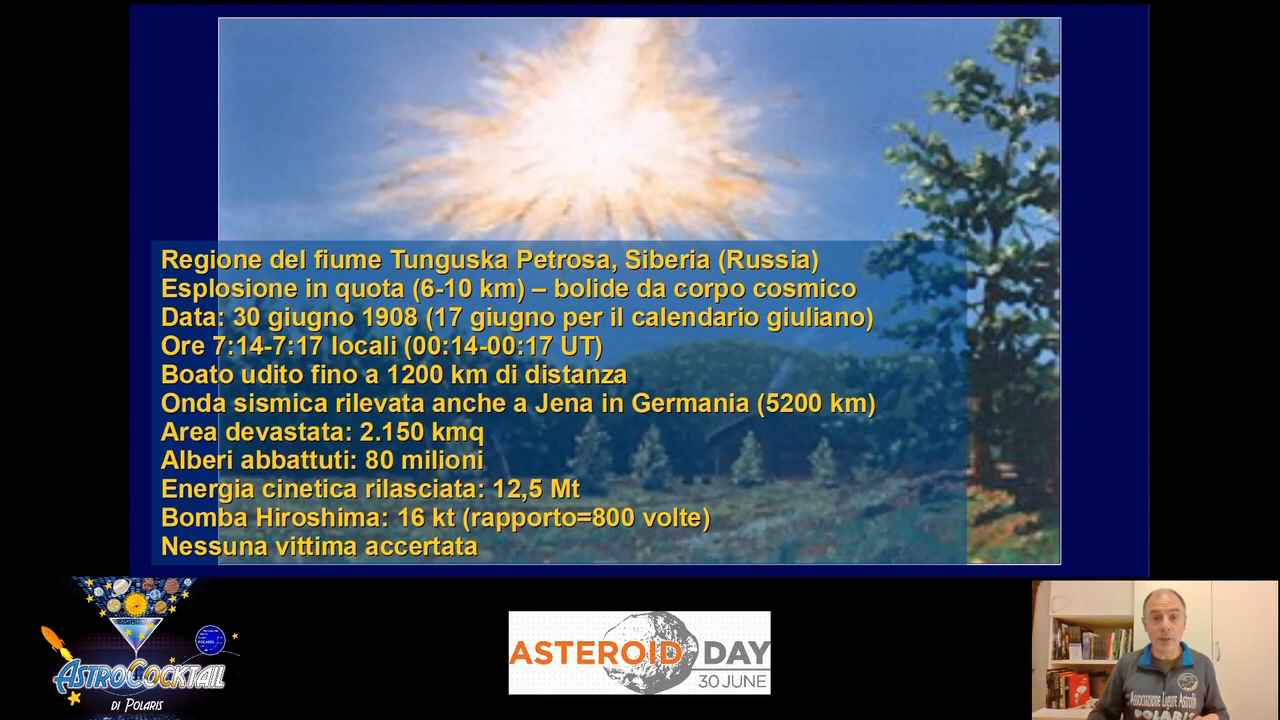 Regione del fiume Tunguska Petrosa, Siberia (Russia)
Esplosione in quota (6-10 km) – bolide da corpo cosmico
Data: 30 giugno 1908 (17 giugno per il calendario giuliano)
Ore 7:14-7:17 locali (00:14-00:17 UT)
Boato udito fino a 1200 km di distanza
Onda sismica rilevata anche a Jena in Germania (5200 km)
Area devastata: 2.150 kmq
Alberi abbattuti: 80 milioni
Energia cinetica rilasciata: 12,5 Mt
Bomba Hiroshima: 16 kt (rapporto=800 volte)
Nessuna vittima accertata
POLARIS
ASTROCOCKTAIL
DI POLARIS
ASTEROID DAY
30 JUNE
Associazione Ligure
POLARIS